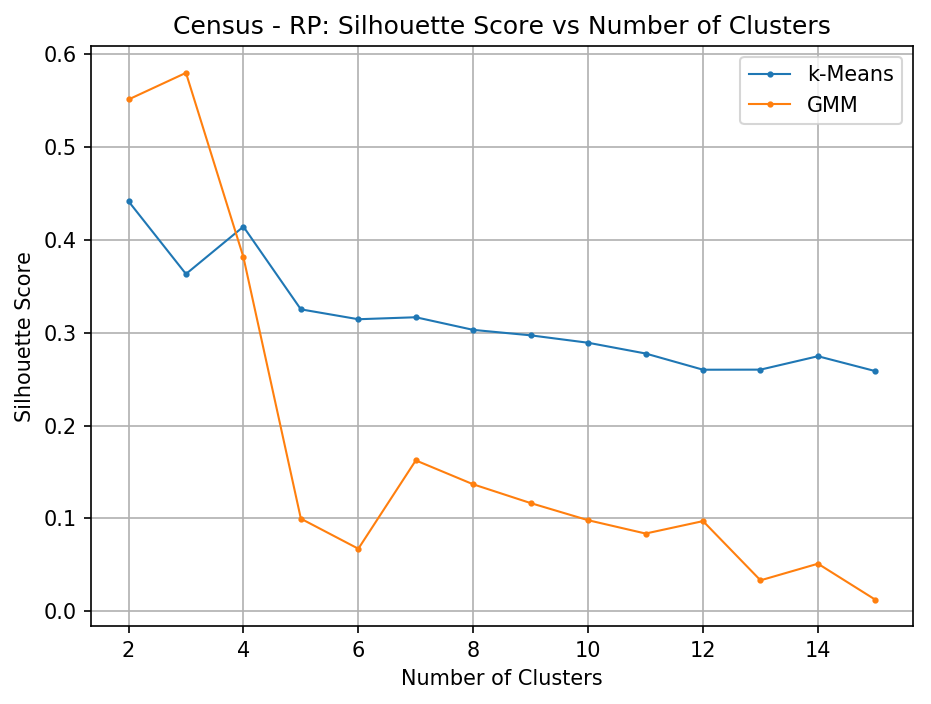 Census - RP: Silhouette Score vs Number of Clusters
k-Means
GMM
Silhouette Score
0.6
0.5
0.4
0.3
0.2
0.1
0.0
2 4 6 8 10 12 14
Number of Clusters